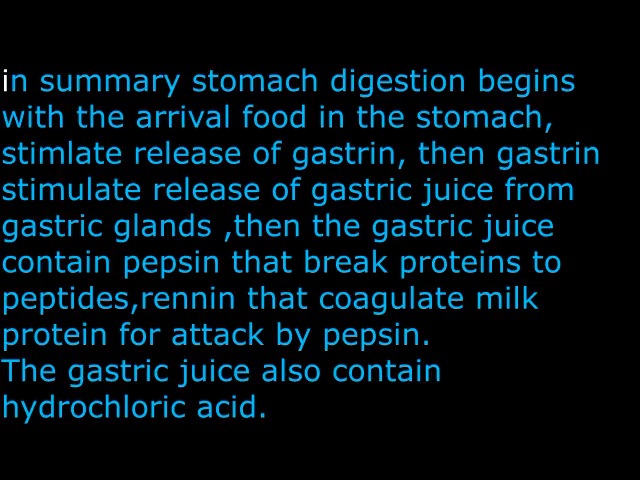 in summary stomach digestion begins
with the arrival food in the stomach,
stimlate release of gastrin, then gastrin
stimulate release of gastric juice from
gastric glands ,then the gastric juice
contain pepsin that break proteins to
peptides,rennin that coagulate milk
protein for attack by pepsin.
The gastric juice also contain
hydrochloric acid.